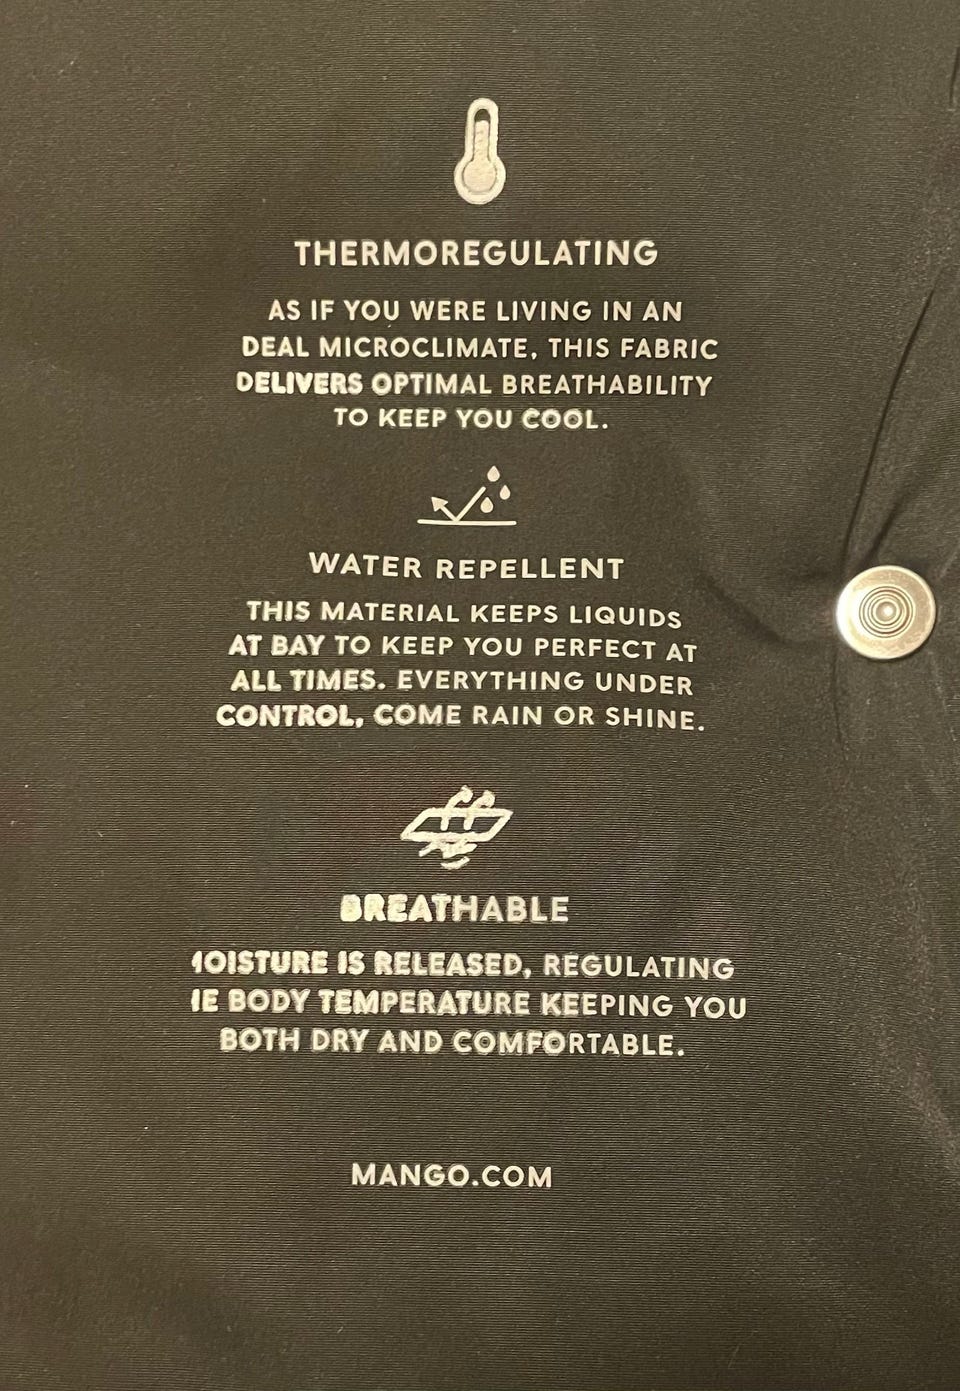 THERMOREGULATING
AS IF YOU WERE LIVING IN AN
DEAL MICROCLIMATE, THIS FABRIC
DELIVERS OPTIMAL BREATHABILITY
TO KEEP YOU COOL.
WATER REPELLENT
THIS MATERIAL KEEPS LIQUIDS
AT BAY TO KEEP YOU PERFECT AT
ALL TIMES. EVERYTHING UNDER
CONTROL, COME RAIN OR SHINE.
BREATHABLE
OISTURE IS RELEASED, REGULATING
E BODY TEMPERATURE KEEPING YOU
BOTH DRY AND COMFORTABLE.
MANGO.COM